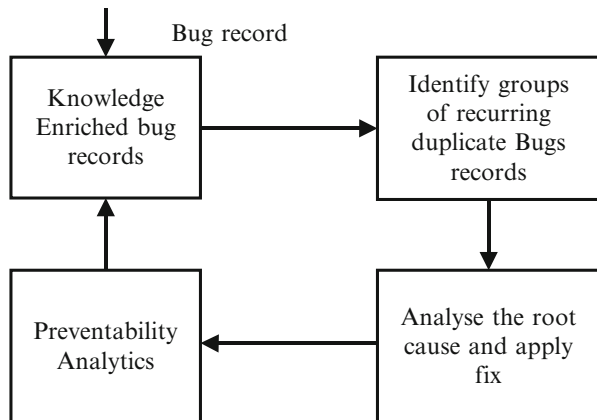 Bug record
Knowledge
Enriched bug
records
Identify groups
of recurring
duplicate Bugs
records
Preventability
Analytics
Analyse the root
cause and apply
fix